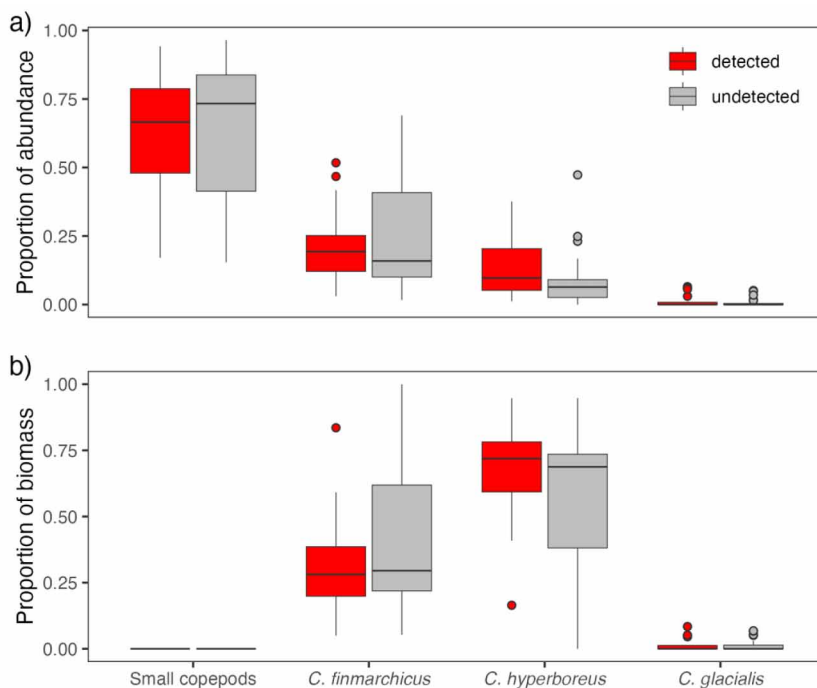 a)
Proportion of abundance
1.00
0.75
0.50
0.25
0.00
detected
undetected
b)
Proportion of biomass
1.00
0.75
0.50
0.25
0.00
Small copepods
C. finmarchicus
C. hyperboreus
C. glacialis